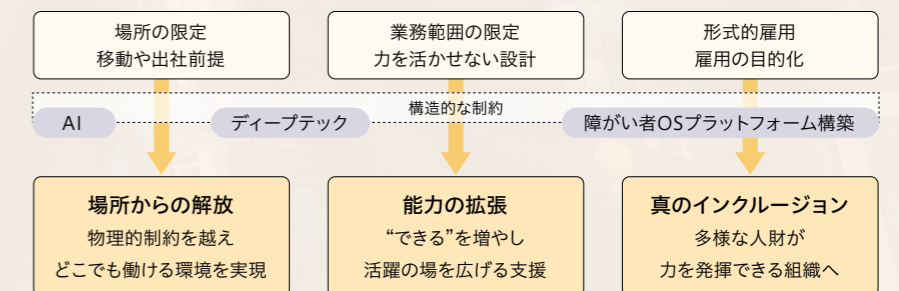 場所の限定
移動や出社前提
業務範囲の限定
力を活かせない設計
形式的雇用
雇用の目的化
構造的な制約
AI
ディープテック
障がい者OSプラットフォーム構築
場所からの解放
物理的制約を越え
どこでも働ける環境を実現
能力の拡張
“できる”を増やし
活躍の場を広げる支援
真のインクルージョン
多様な人財が
力を発揮できる組織へ